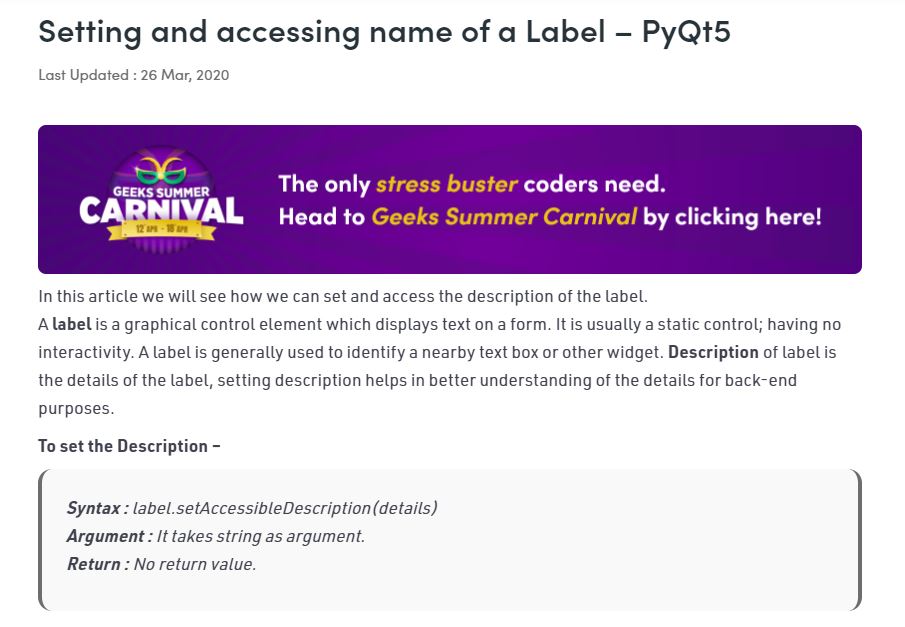 Setting and accessing name of a Label – PyQt5
Last Updated : 26 Mar, 2020
GEEKS SUMMER
CARNIVAL
12 APR - 18 APR
The only stress buster coders need.
Head to Geeks Summer Carnival by clicking here!
In this article we will see how we can set and access the description of the label.
A label is a graphical control element which displays text on a form. It is usually a static control; having no
interactivity. A label is generally used to identify a nearby text box or other widget. Description of label is
the details of the label, setting description helps in better understanding of the details for back-end
purposes.
To set the Description –
Syntax : label.setAccessibleDescription(details)
Argument : It takes string as argument.
Return : No return value.